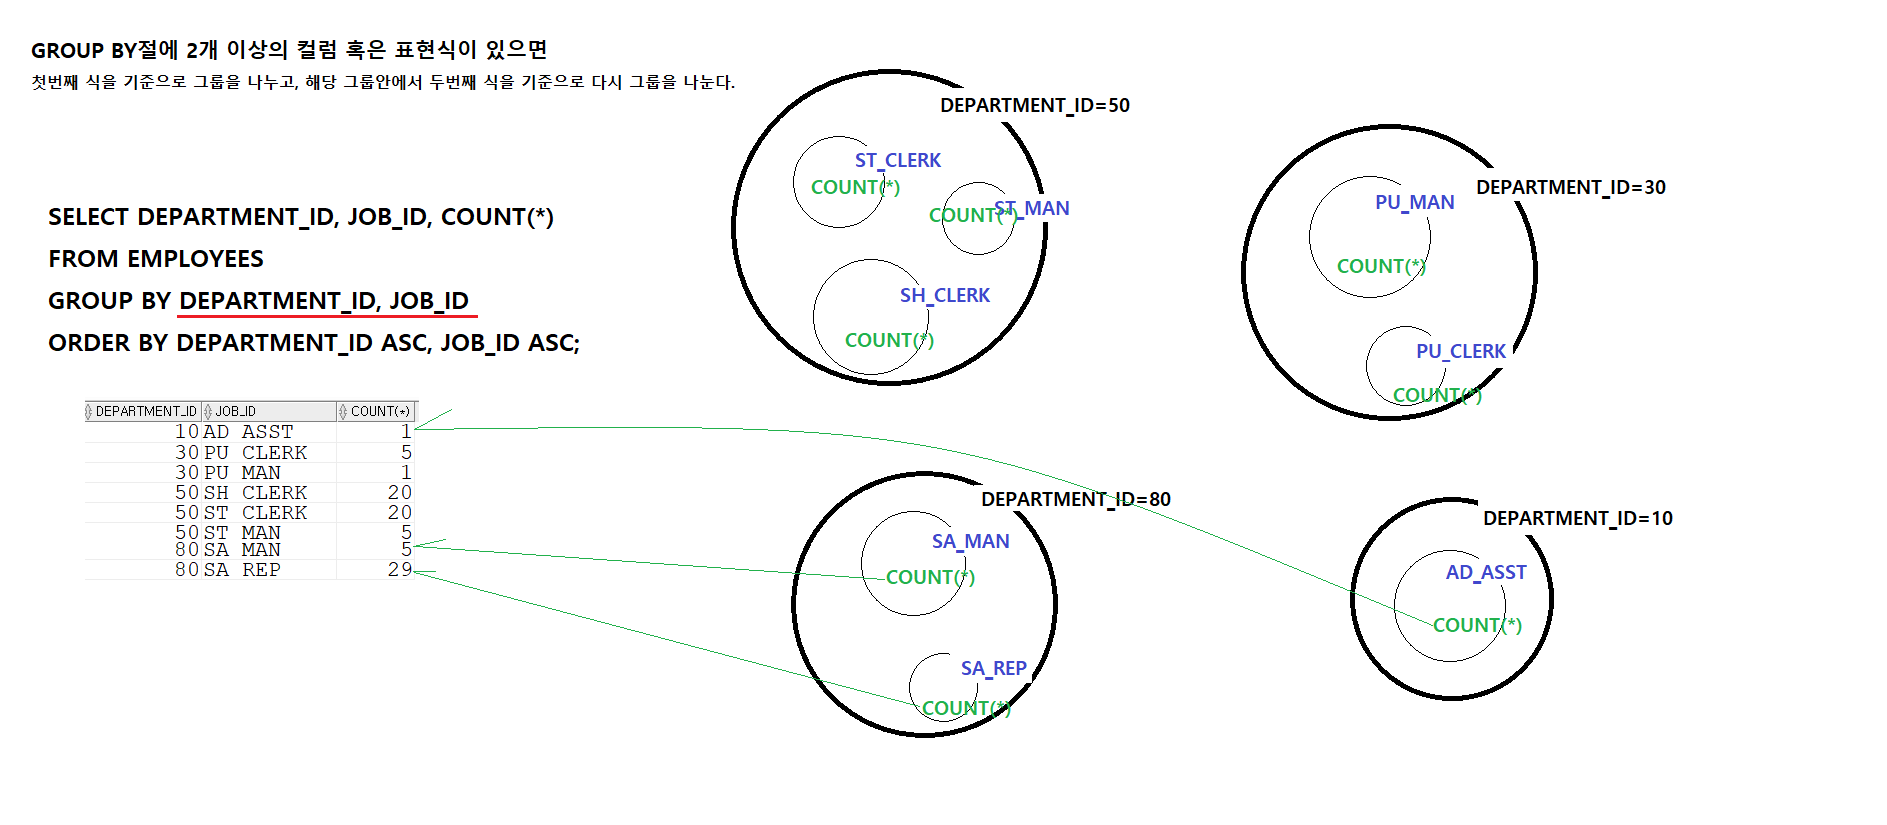 GROUP BY절에 2개 이상의 컬럼 혹은 표현식이 있으면
첫번째 식을 기준으로 그룹을 나누고, 해당 그룹안에서 두번째 식을 기준으로 다시 그룹을 나눈다.
SELECT DEPARTMENT_ID, JOB_ID, COUNT(*)
FROM EMPLOYEES
GROUP BY DEPARTMENT_ID, JOB_ID
ORDER BY DEPARTMENT_ID ASC, JOB_ID ASC;
DEPARTMENT_ID JOB_ID COUNT(*)
10 AD_ASST 1
30 PU_CLERK 5
30 PU_MAN 1
50 SH_CLERK 20
50 ST_CLERK 20
50 ST_MAN 5
80 SA_MAN 5
80 SA_REP 29
DEPARTMENT_ID=50
ST_CLERK
COUNT(*)
ST_MAN
COUNT(*)
SH_CLERK
COUNT(*)
DEPARTMENT_ID=30
PU_MAN
COUNT(*)
PU_CLERK
COUNT(*)
DEPARTMENT_ID=80
SA_MAN
COUNT(*)
SA_REP
COUNT(*)
DEPARTMENT_ID=10
AD_ASST
COUNT(*)